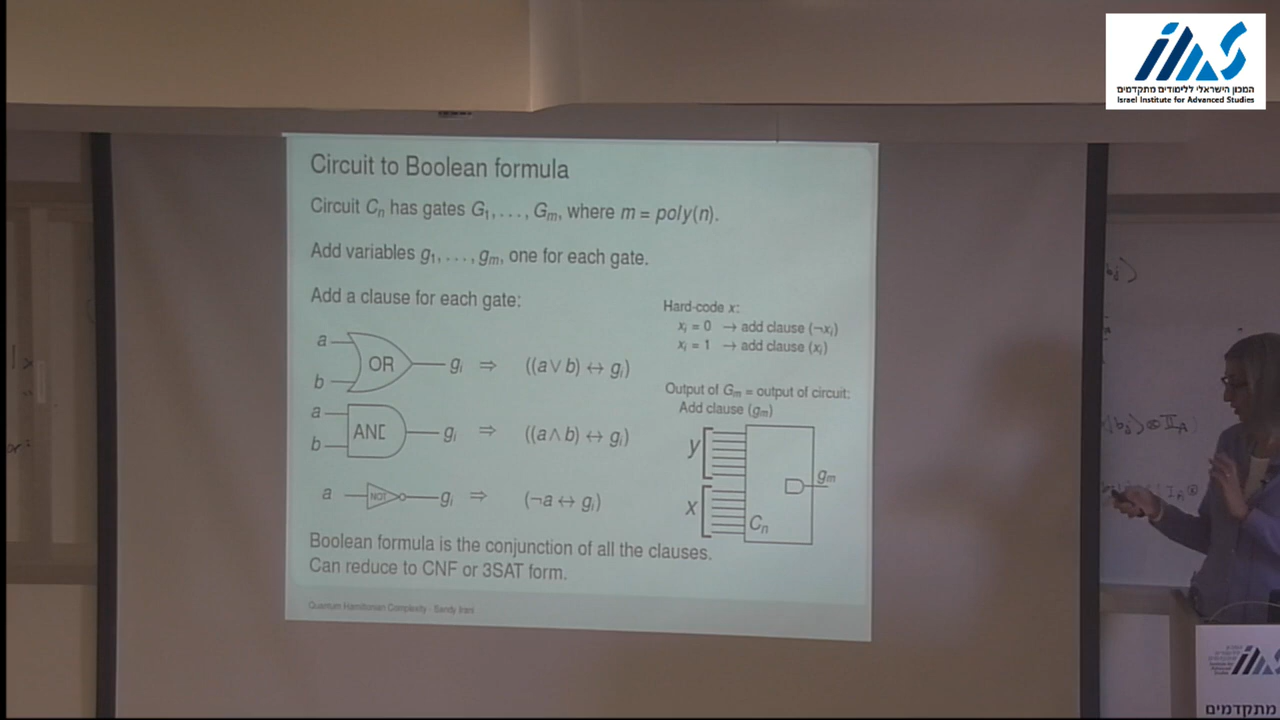 המכון הישראלי ללימודים מתקדמים
Israel Institute for Advanced Studies
Circuit to Boolean formula
Circuit Cn has gates G1, . . . , Gm, where m = poly(n).
Add variables g1, . . . , gm, one for each gate.
Add a clause for each gate:
a
b
OR
gi ⇒ ((a ∨ b) ↔ gi)
a
b
AND
gi ⇒ ((a ∧ b) ↔ gi)
a
NOT
gi ⇒ (¬a ↔ gi)
Hard-code x:
xi = 0 → add clause (¬xi)
xi = 1 → add clause (xi)
Output of Gm = output of circuit:
Add clause (gm)
y
x
Cn
gm
Boolean formula is the conjunction of all the clauses.
Can reduce to CNF or 3SAT form.
Quantum Hamiltonian Complexity - Sandy Irani
מתקדמים